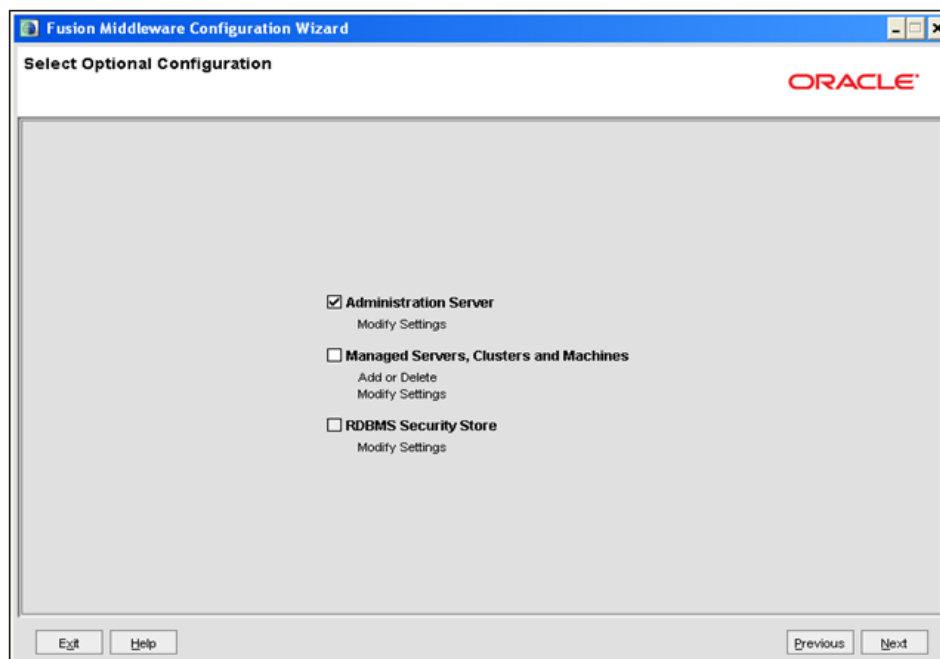 Fusion Middleware Configuration Wizard
Select Optional Configuration
ORACLE
Administration Server
Modify Settings
Managed Servers, Clusters and Machines
Add or Delete
Modify Settings
RDBMS Security Store
Modify Settings
Exit Help Previous Next